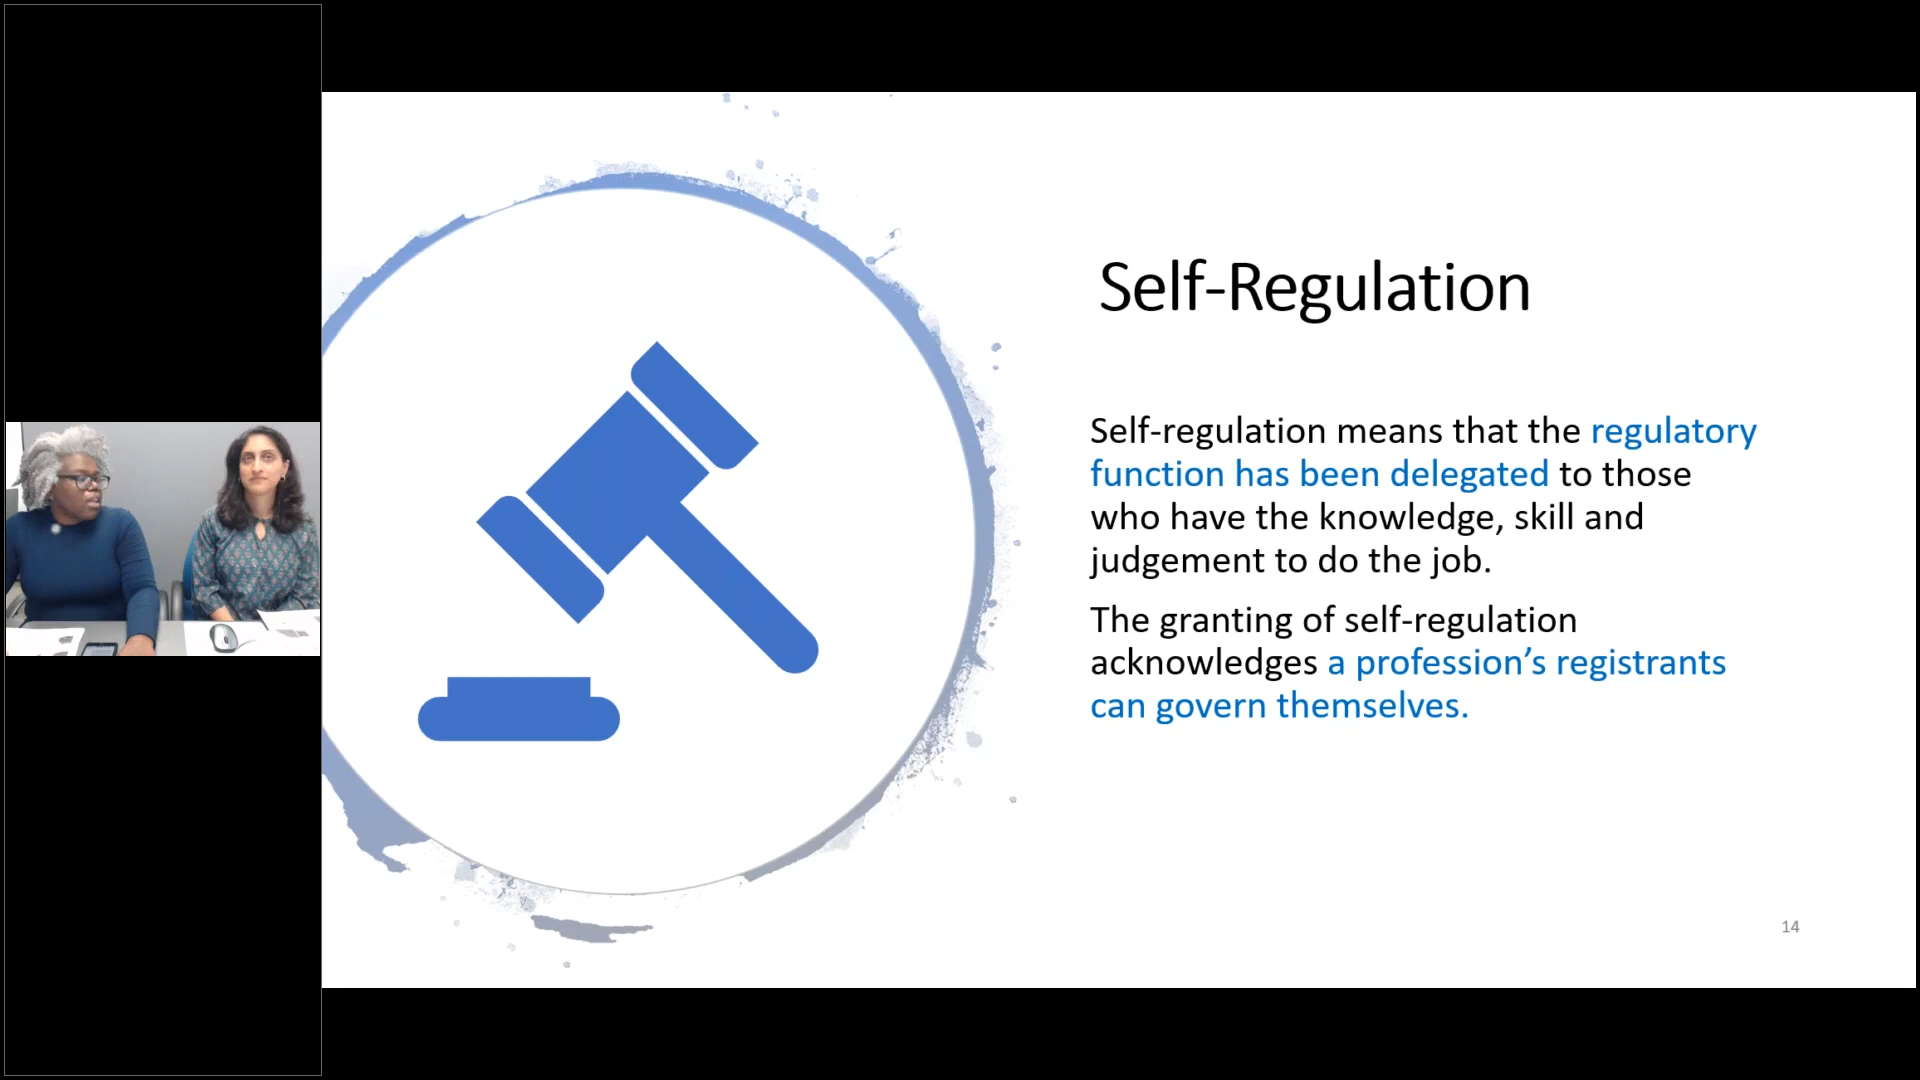 Self-Regulation
Self-regulation means that the regulatory
function has been delegated to those
who have the knowledge, skill and
judgement to do the job.
The granting of self-regulation
acknowledges a profession’s registrants
can govern themselves.
14